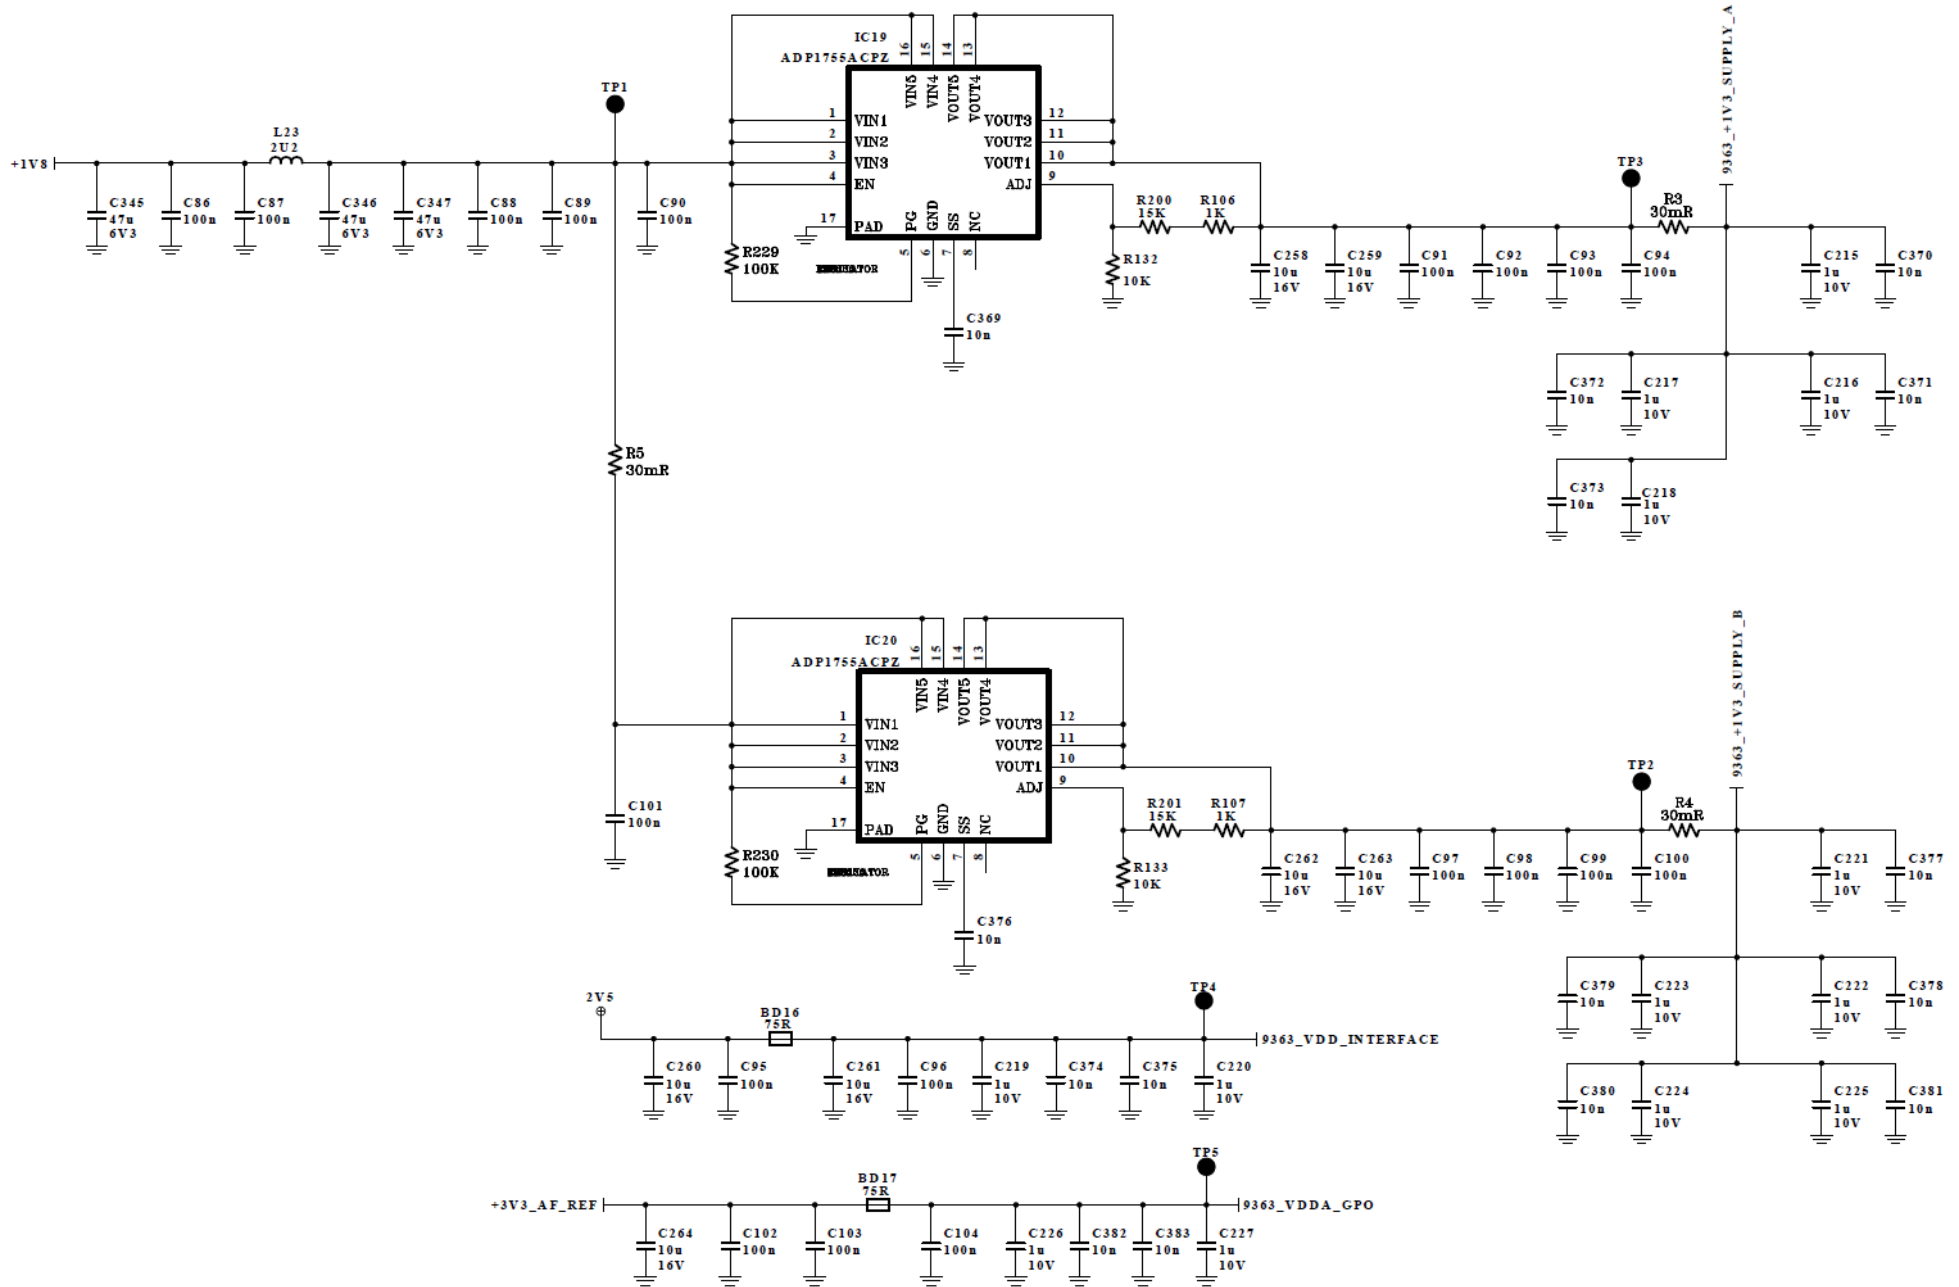 9363_+1V3_SUPPLY_A
IC19
ADP1755ACPZ
16
15
14
13
VIN5
VIN4
VOUT5
VOUT4
TP1
1
VIN1
VOUT3
12
2
VIN2
VOUT2
11
3
VIN3
VOUT1
10
4
EN
ADJ
9
17
PAD
PG
GND
SS
NC
5
6
7
8
L23
2U2
+1V8
C345
47u
6V3
C86
100n
C87
100n
C346
47u
6V3
C347
47u
6V3
C88
100n
C89
100n
C90
100n
R229
100K
R200
15K
R106
1K
TP3
R3
30mR
R132
10K
C258
10u
16V
C259
10u
16V
C91
100n
C92
100n
C93
100n
C94
100n
C215
1u
10V
C370
10n
C369
10n
C372
10n
C217
1u
10V
C216
1u
10V
C371
10n
R5
30mR
C373
10n
C218
1u
10V
9363_+1V3_SUPPLY_B
IC20
ADP1755ACPZ
16
15
14
13
VIN5
VIN4
VOUT5
VOUT4
1
VIN1
VOUT3
12
2
VIN2
VOUT2
11
3
VIN3
VOUT1
10
4
EN
ADJ
9
17
PAD
PG
GND
SS
NC
5
6
7
8
C101
100n
R230
100K
R201
15K
R107
1K
TP2
R4
30mR
R133
10K
C262
10u
16V
C263
10u
16V
C97
100n
C98
100n
C99
100n
C100
100n
C221
1u
10V
C377
10n
C376
10n
C379
10n
C223
1u
10V
C222
1u
10V
C378
10n
2V5
BD16
75R
TP4
9363_VDD_INTERFACE
C260
10u
16V
C95
100n
C261
10u
16V
C96
100n
C219
1u
10V
C374
10n
C375
10n
C220
1u
10V
C380
10n
C224
1u
10V
C225
1u
10V
C381
10n
BD17
75R
TP5
+3V3_AF_REF
9363_VDDA_GPO
C264
10u
16V
C102
100n
C103
100n
C104
100n
C226
1u
10V
C382
10n
C383
10n
C227
1u
10V